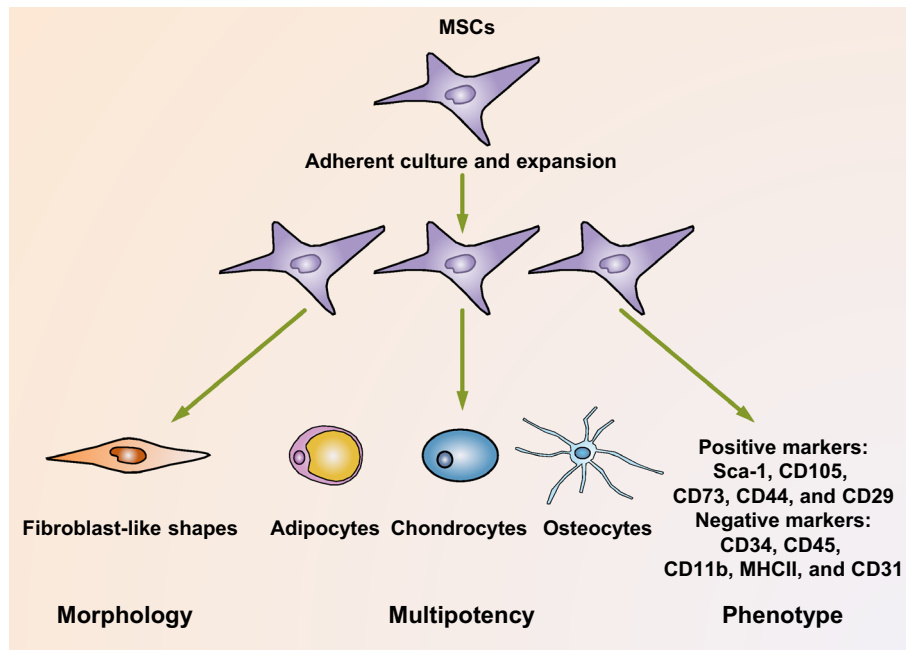 MSCs
Adherent culture and expansion
Fibroblast-like shapes
Adipocytes
Chondrocytes
Osteocytes
Positive markers:
Sca-1, CD105,
CD73, CD44, and CD29
Negative markers:
CD34, CD45,
CD11b, MHCII, and CD31
Morphology
Multipotency
Phenotype